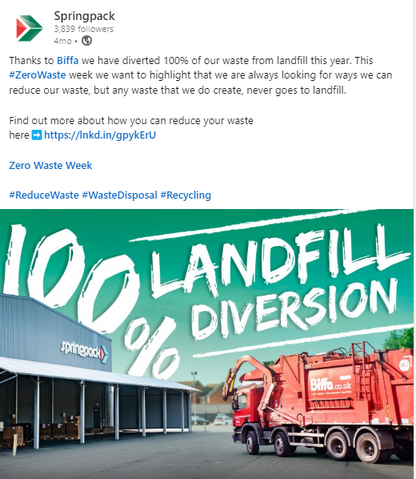 Springpack
3,839 followers
4mo •
Thanks to Biffa we have diverted 100% of our waste from landfill this year. This
#ZeroWaste week we want to highlight that we are always looking for ways we can
reduce our waste, but any waste that we do create, never goes to landfill.
Find out more about how you can reduce your waste
here ➡️ https://lnkd.in/gpykErU
Zero Waste Week
#ReduceWaste #WasteDisposal #Recycling
100% LANDFILL
DIVERSION
springpack
Biffa.co.uk